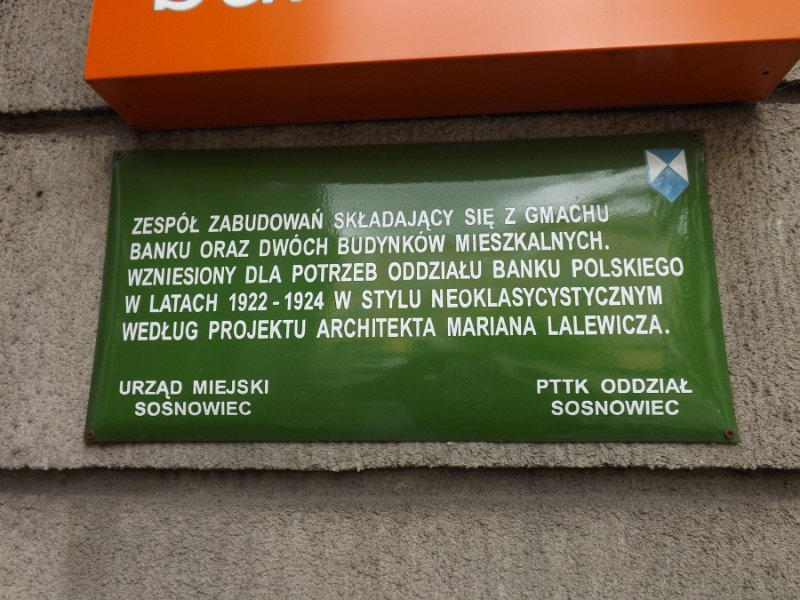 ZESPÓŁ ZABUDOWAŃ SKŁADAJĄCY SIĘ Z GMACHU
BANKU ORAZ DWÓCH BUDYNKÓW MIESZKALNYCH.
WZNIESIONY DLA POTRZEB ODDZIAŁU BANKU POLSKIEGO
W LATACH 1922 - 1924 W STYLU NEOKLASYCYSTYCZNYM
WEDŁUG PROJEKTU ARCHITEKTA MARIANA LALEWICZA.
URZĄD MIEJSKI
SOSNOWIEC
PTTK ODDZIAŁ
SOSNOWIEC